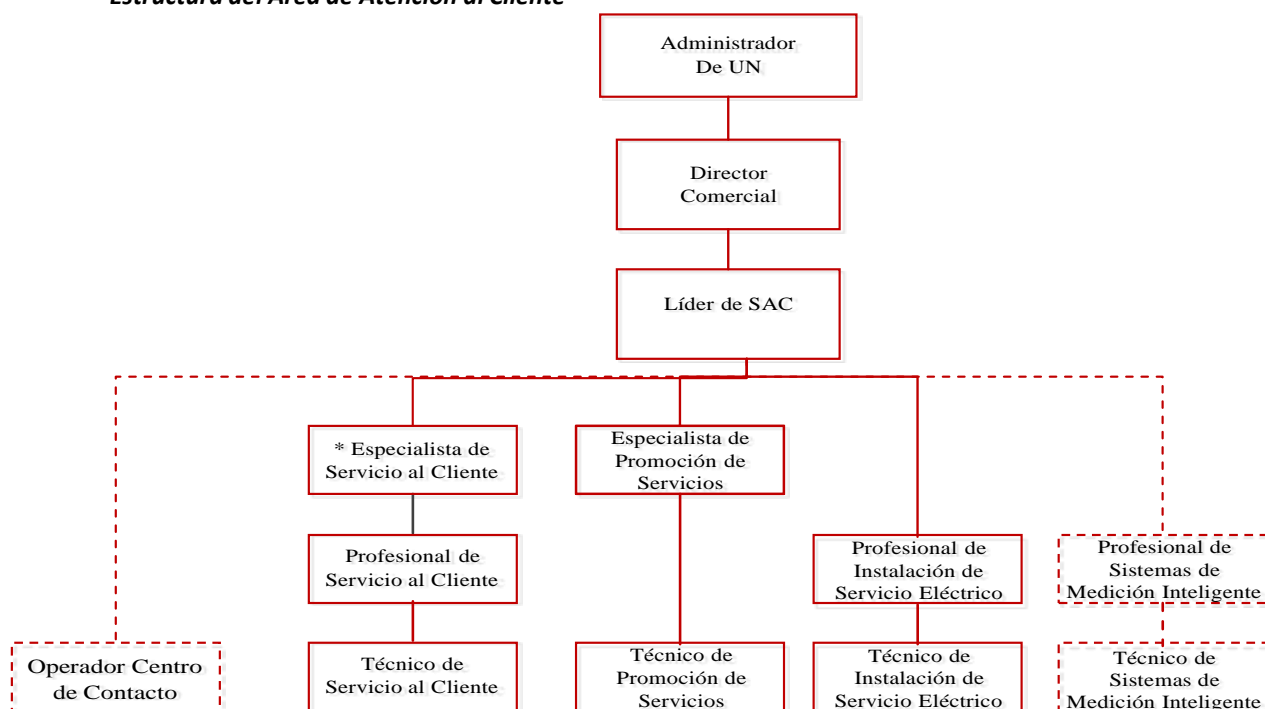 Estructura del Área de Atención al Cliente
Administrador
De UN
Director
Comercial
Líder de SAC
* Especialista de
Servicio al Cliente
Especialista de
Promoción de
Servicios
Profesional de
Servicio al Cliente
Profesional de
Instalación de
Servicio Eléctrico
Profesional de
Sistemas de
Medición Inteligente
Operador Centro
de Contacto
Técnico de
Servicio al Cliente
Técnico de
Promoción de
Servicios
Técnico de
Instalación de
Servicio Eléctrico
Técnico de
Sistemas de
Medición Inteligente